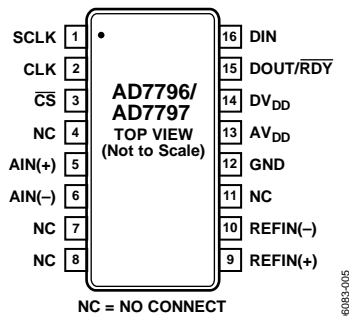 SCLK 1 16 DIN
CLK 2 15 DOUT/RDY
CS 3 14 DVDD
NC 4 13 AVDD
AIN(+) 5 12 GND
AIN(–) 6 11 NC
NC 7 10 REFIN(–)
NC 8 9 REFIN(+)
AD7796/
AD7797
TOP VIEW
(Not to Scale)
NC = NO CONNECT
06083-005